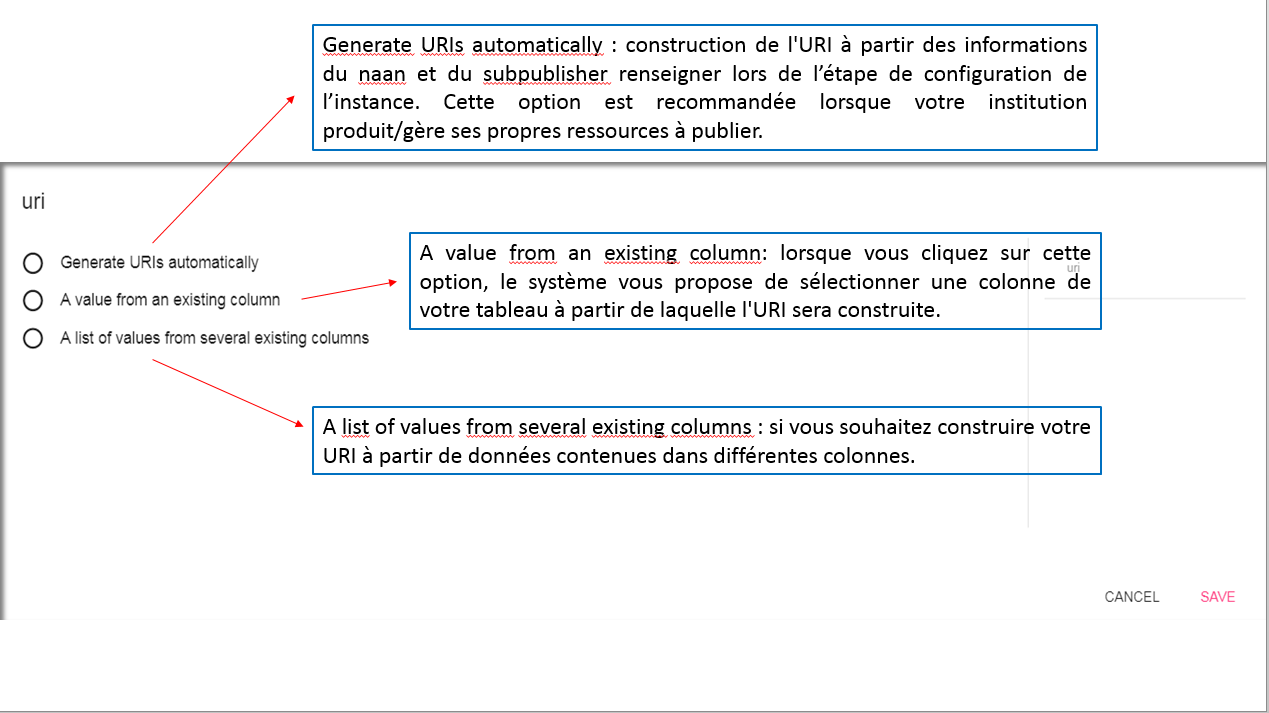 Generate URIs automatically : construction de l'URI à partir des informations
du naan et du subpublisher renseigner lors de l’étape de configuration de
l’instance. Cette option est recommandée lorsque votre institution
produit/gère ses propres ressources à publier.
uri
Generate URIs automatically
A value from an existing column
A list of values from several existing columns
A value from an existing column: lorsque vous cliquez sur cette
option, le système vous propose de sélectionner une colonne de
votre tableau à partir de laquelle l'URI sera construite.
uri
A list of values from several existing columns : si vous souhaitez construire votre
URI à partir de données contenues dans différentes colonnes.
CANCEL SAVE